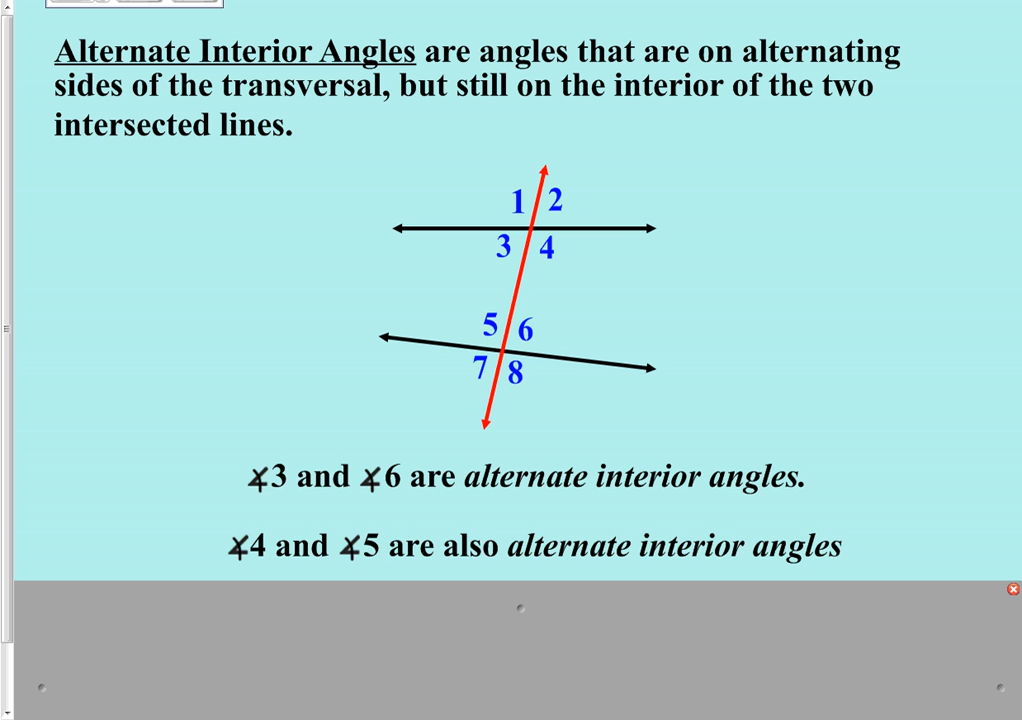 Alternate Interior Angles are angles that are on alternating
sides of the transversal, but still on the interior of the two
intersected lines.
1 2
3 4
5 6
7 8
∡3 and ∡6 are alternate interior angles.
∡4 and ∡5 are also alternate interior angles